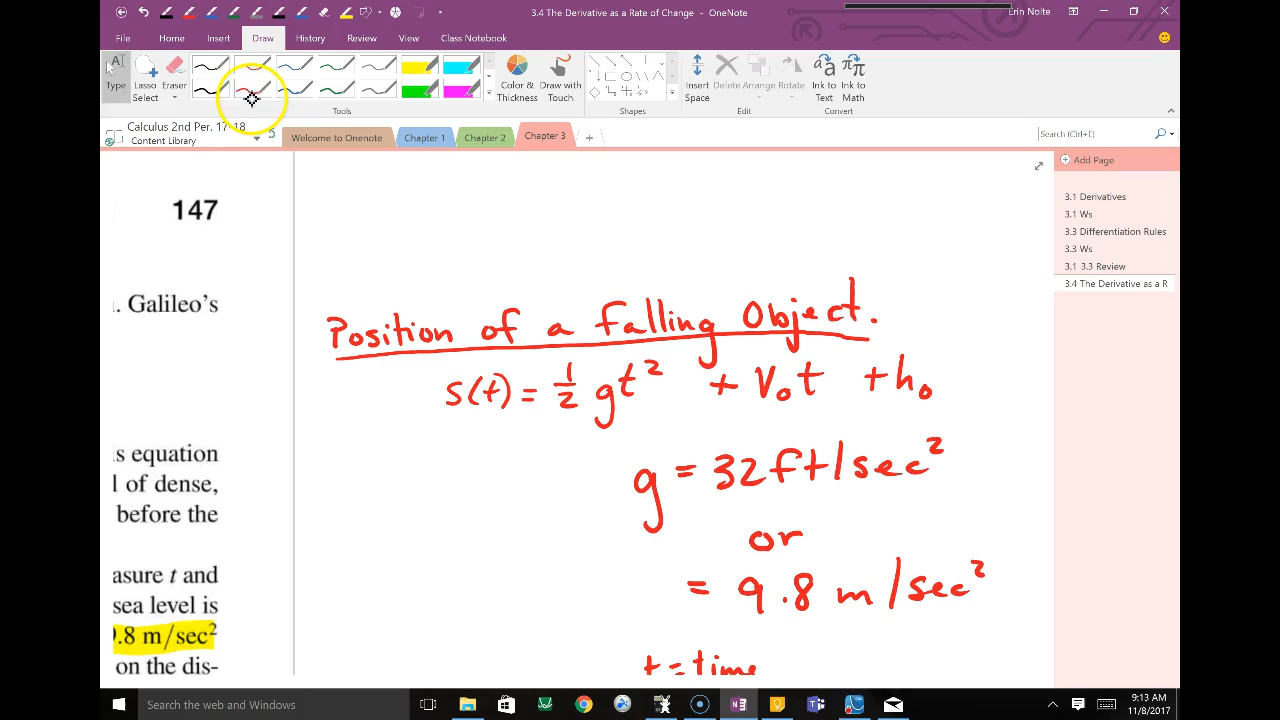 3.4 The Derivative as a Rate of Change - OneNote
Erin Nolte
File Home Insert Draw History Review View Class Notebook
Type
Lasso Select
Eraser
Color & Thickness
Draw with Touch
Shapes
Insert Space
Delete
Arrange
Rotate
Ink to Text
Ink to Math
Tools
Shapes
Edit
Convert
Calculus 2nd Per. 17-18
Content Library
Welcome to Onenote Chapter 1 Chapter 2 Chapter 3
Search (Ctrl+E)
Add Page
3.1 Derivatives
3.1 Ws
3.3 Differentiation Rules
3.3 Ws
3.1 3.3 Review
3.4 The Derivative as a R
147
. Galileo's
is equation
l of dense,
before the
asure t and
sea level is
9.8 m/sec²
on the dis-
Position of a falling Object.
s(t) = 1/2 gt² + V₀t + h₀
g = 32ft/sec²
or
= 9.8 m/sec²
t = time
Search the web and Windows
9:13 AM
11/8/2017